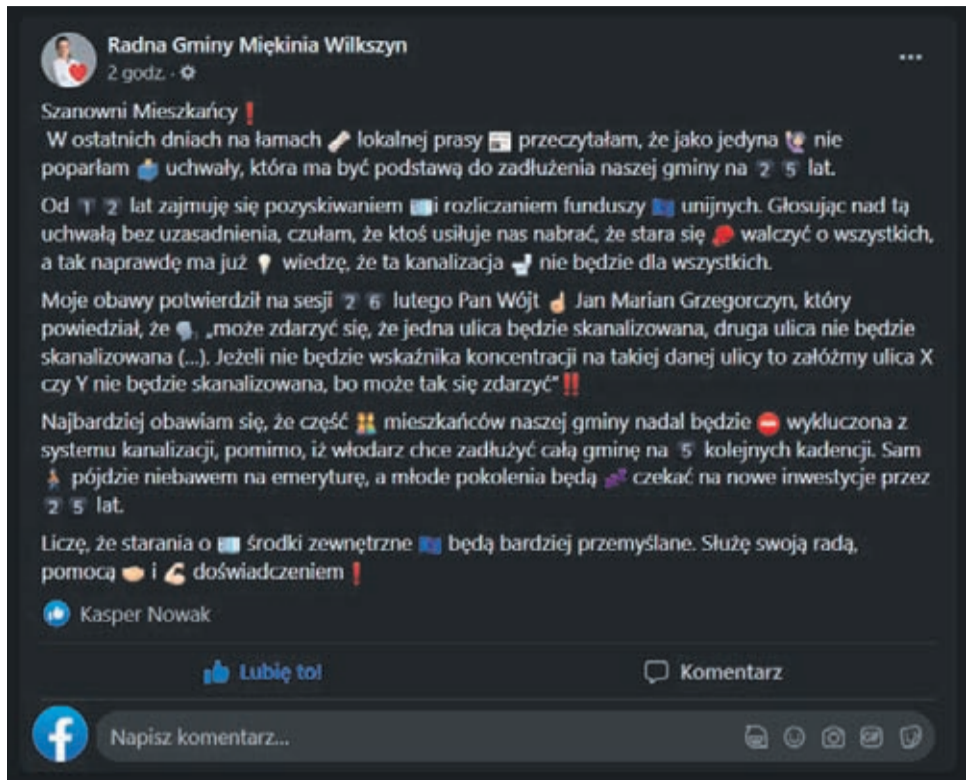 Radna Gminy Miękinia Wilkszyn
2 godz. ·
Szanowni Mieszkańcy❗
W ostatnich dniach na łamach 🦴 lokalnej prasy 📰 przeczytałam, że jako jedyna 🙋🏻‍♀️ nie
poparłam 🗳️ uchwały, która ma być podstawą do zadłużenia naszej gminy na 2️⃣5️⃣ lat.
Od 1️⃣2️⃣ lat zajmuję się pozyskiwaniem 💶i rozliczaniem funduszy 🇪🇺 unijnych. Głosując nad tą
uchwałą bez uzasadnienia, czułam, że ktoś usiłuje nas nabrać, że stara się 🥊 walczyć o wszystkich,
a tak naprawdę ma już 💡 wiedzę, że ta kanalizacja 🚽 nie będzie dla wszystkich.
Moje obawy potwierdził na sesji 2️⃣6️⃣ lutego Pan Wójt ☝🏻 Jan Marian Grzegorczyn, który
powiedział, że 🗣️ „może zdarzyć się, że jedna ulica będzie skanalizowana, druga ulica nie będzie
skanalizowana (...). Jeżeli nie będzie wskaźnika koncentracji na takiej danej ulicy to załóżmy ulica X
czy Y nie będzie skanalizowana, bo może tak się zdarzyć"‼️
Najbardziej obawiam się, że część 👫 mieszkańców naszej gminy nadal będzie ⛔ wykluczona z
systemu kanalizacji, pomimo, iż włodarz chce zadłużyć całą gminę na 5️⃣ kolejnych kadencji. Sam
🚶 pójdzie niebawem na emeryturę, a młode pokolenia będą 💤 czekać na nowe inwestycje przez
2️⃣5️⃣ lat.
Liczę, że starania o 💶 środki zewnętrzne 🇪🇺 będą bardziej przemyślane. Służę swoją radą,
pomocą 🤝 i 💪🏻 doświadczeniem❗
Kasper Nowak
Lubię to!
Komentarz
Napisz komentarz...
GIF